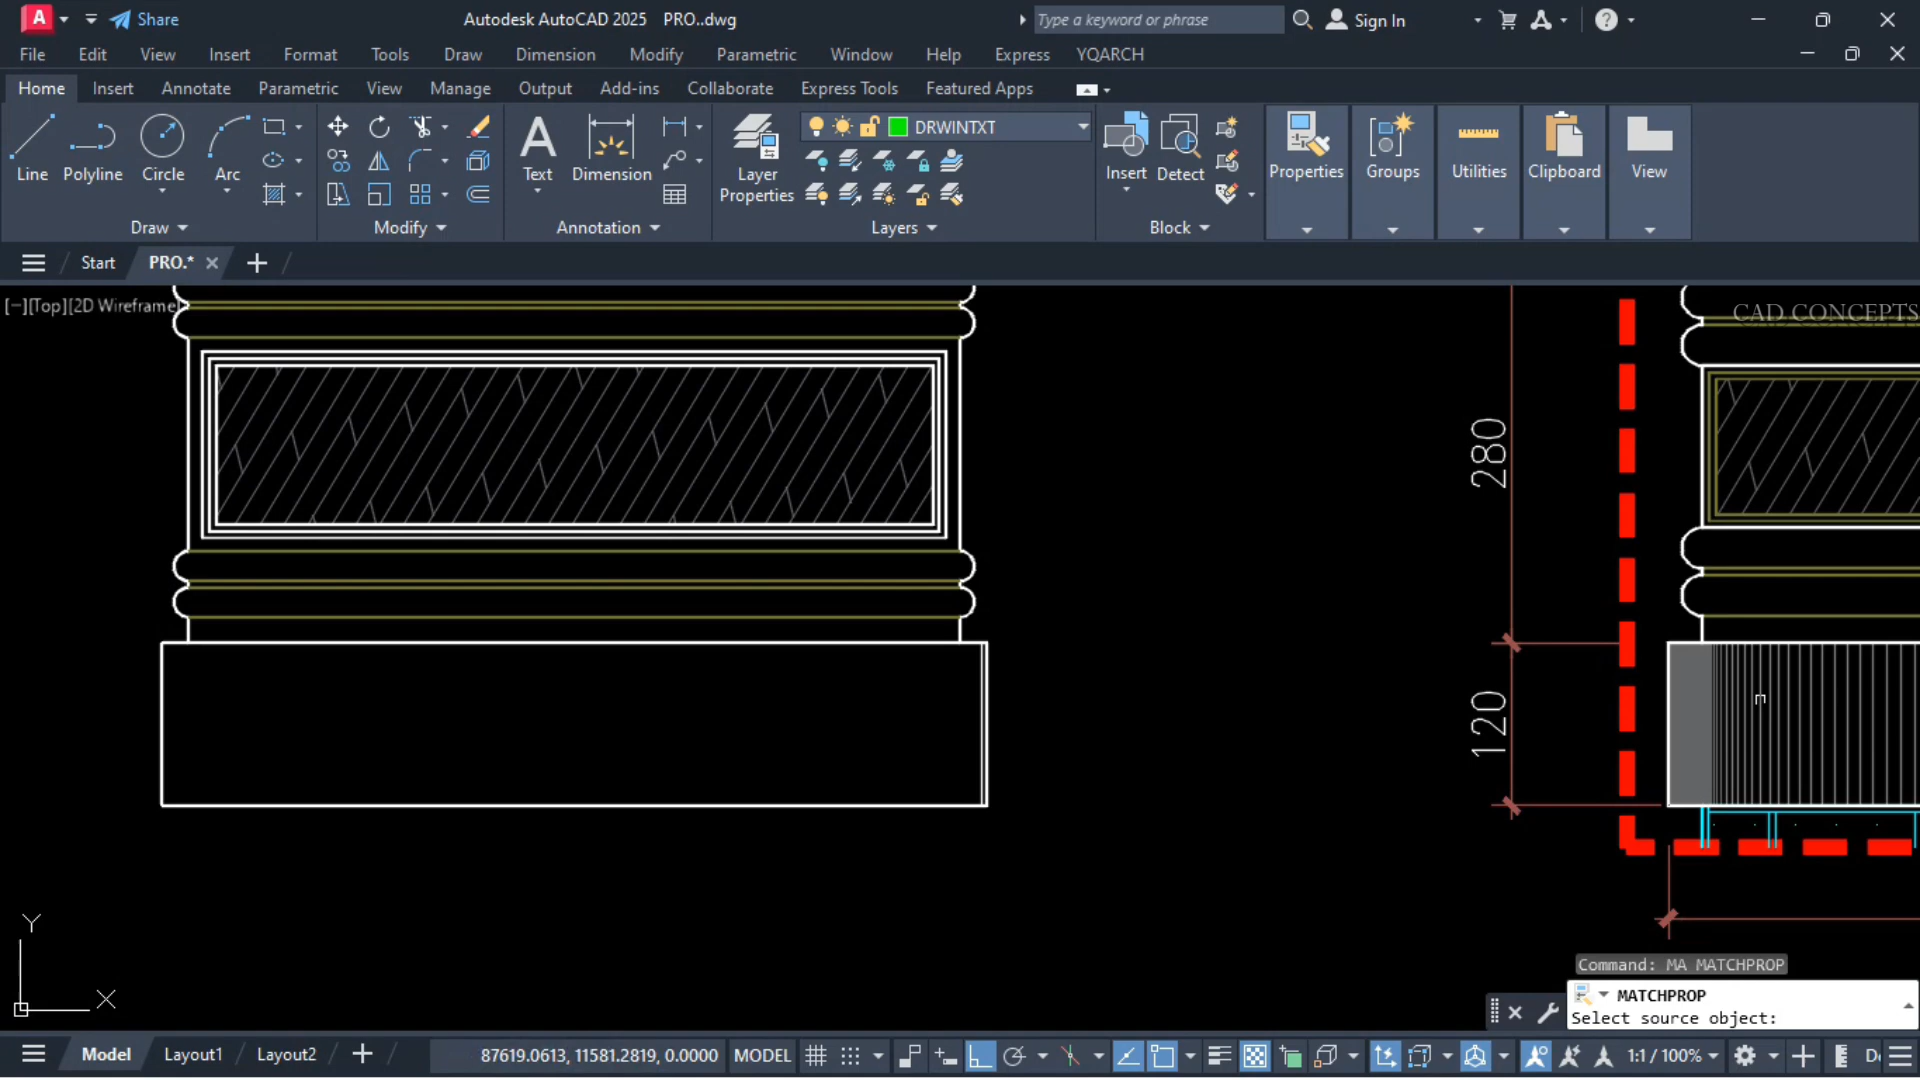 Share
Autodesk AutoCAD 2025 PRO..dwg
Type a keyword or phrase
Sign In
File Edit View Insert Format Tools Draw Dimension Modify Parametric Window Help Express YQARCH
Home Insert Annotate Parametric View Manage Output Add-ins Collaborate Express Tools Featured Apps
DRWINTXT
Line Polyline Circle Arc Text Dimension Layer Properties Insert Detect Properties Groups Utilities Clipboard View
Draw Modify Annotation Layers Block
Start PRO.*
[−][Top][2D Wireframe]
CAD CONCEPTS
280
120
Y
X
Command: MA MATCHPROP
MATCHPROP
Select source object:
Model Layout1 Layout2 87619.0613, 11581.2819, 0.0000 MODEL 1:1 / 100%